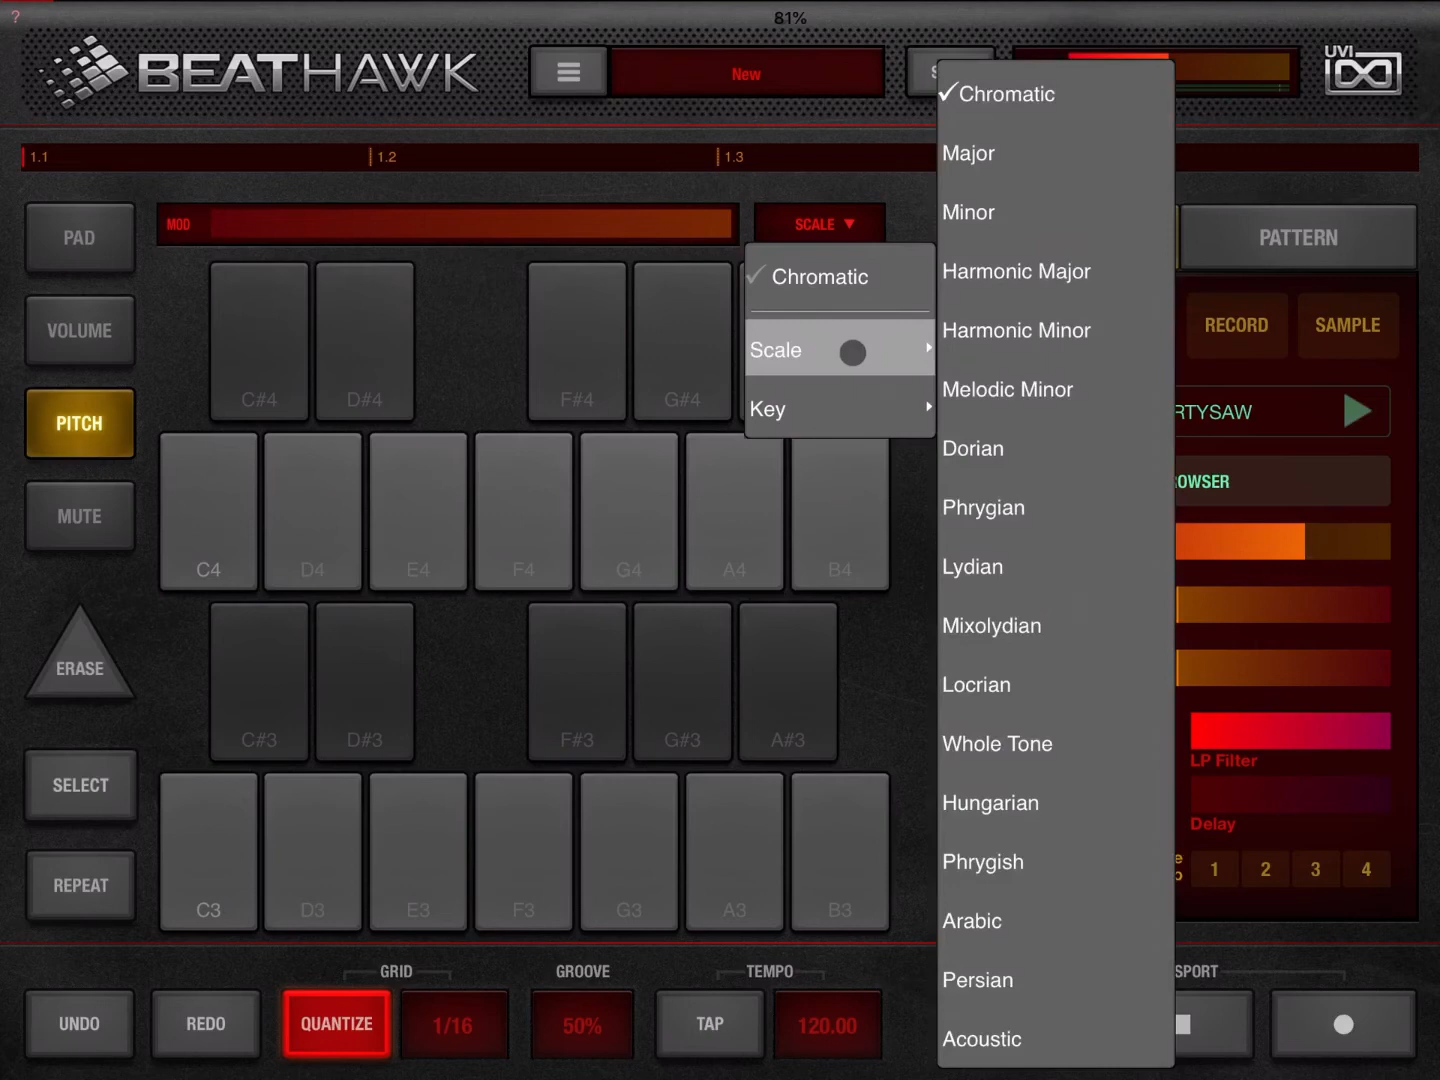 ?
81%
BEATHAWK
New
S
UVI
1.1
1.2
1.3
PAD
MOD
SCALE ▼
PATTERN
✓Chromatic
Major
Minor
Harmonic Major
Harmonic Minor
Melodic Minor
Dorian
Phrygian
Lydian
Mixolydian
Locrian
Whole Tone
Hungarian
Phrygish
Arabic
Persian
Acoustic
✓ Chromatic
Scale
Key
VOLUME
PITCH
MUTE
ERASE
SELECT
REPEAT
C#4 D#4 F#4 G#4
C4 D4 E4 F4 G4 A4 B4
C#3 D#3 F#3 G#3 A#3
C3 D3 E3 F3 G3 A3 B3
RECORD SAMPLE
RTYSAW
OWSER
LP Filter
Delay
1 2 3 4
GRID GROOVE TEMPO SPORT
UNDO REDO QUANTIZE 1/16 50% TAP 120.00